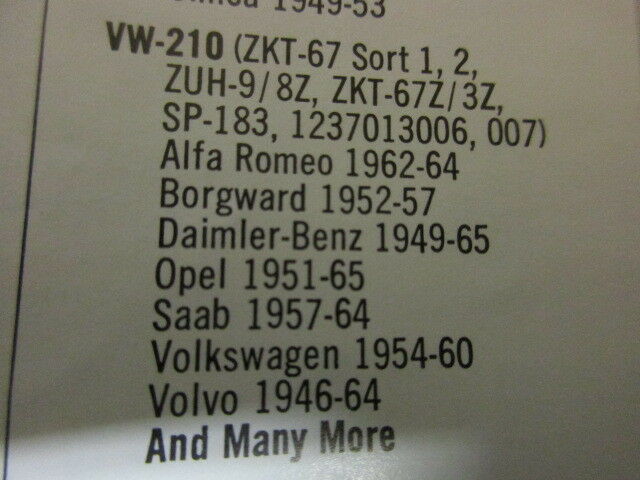 1949-53
VW-210 (ZKT-67 Sort 1, 2,
ZUH-9/8Z, ZKT-67Z/3Z,
SP-183, 1237013006, 007)
Alfa Romeo 1962-64
Borgward 1952-57
Daimler-Benz 1949-65
Opel 1951-65
Saab 1957-64
Volkswagen 1954-60
Volvo 1946-64
And Many More